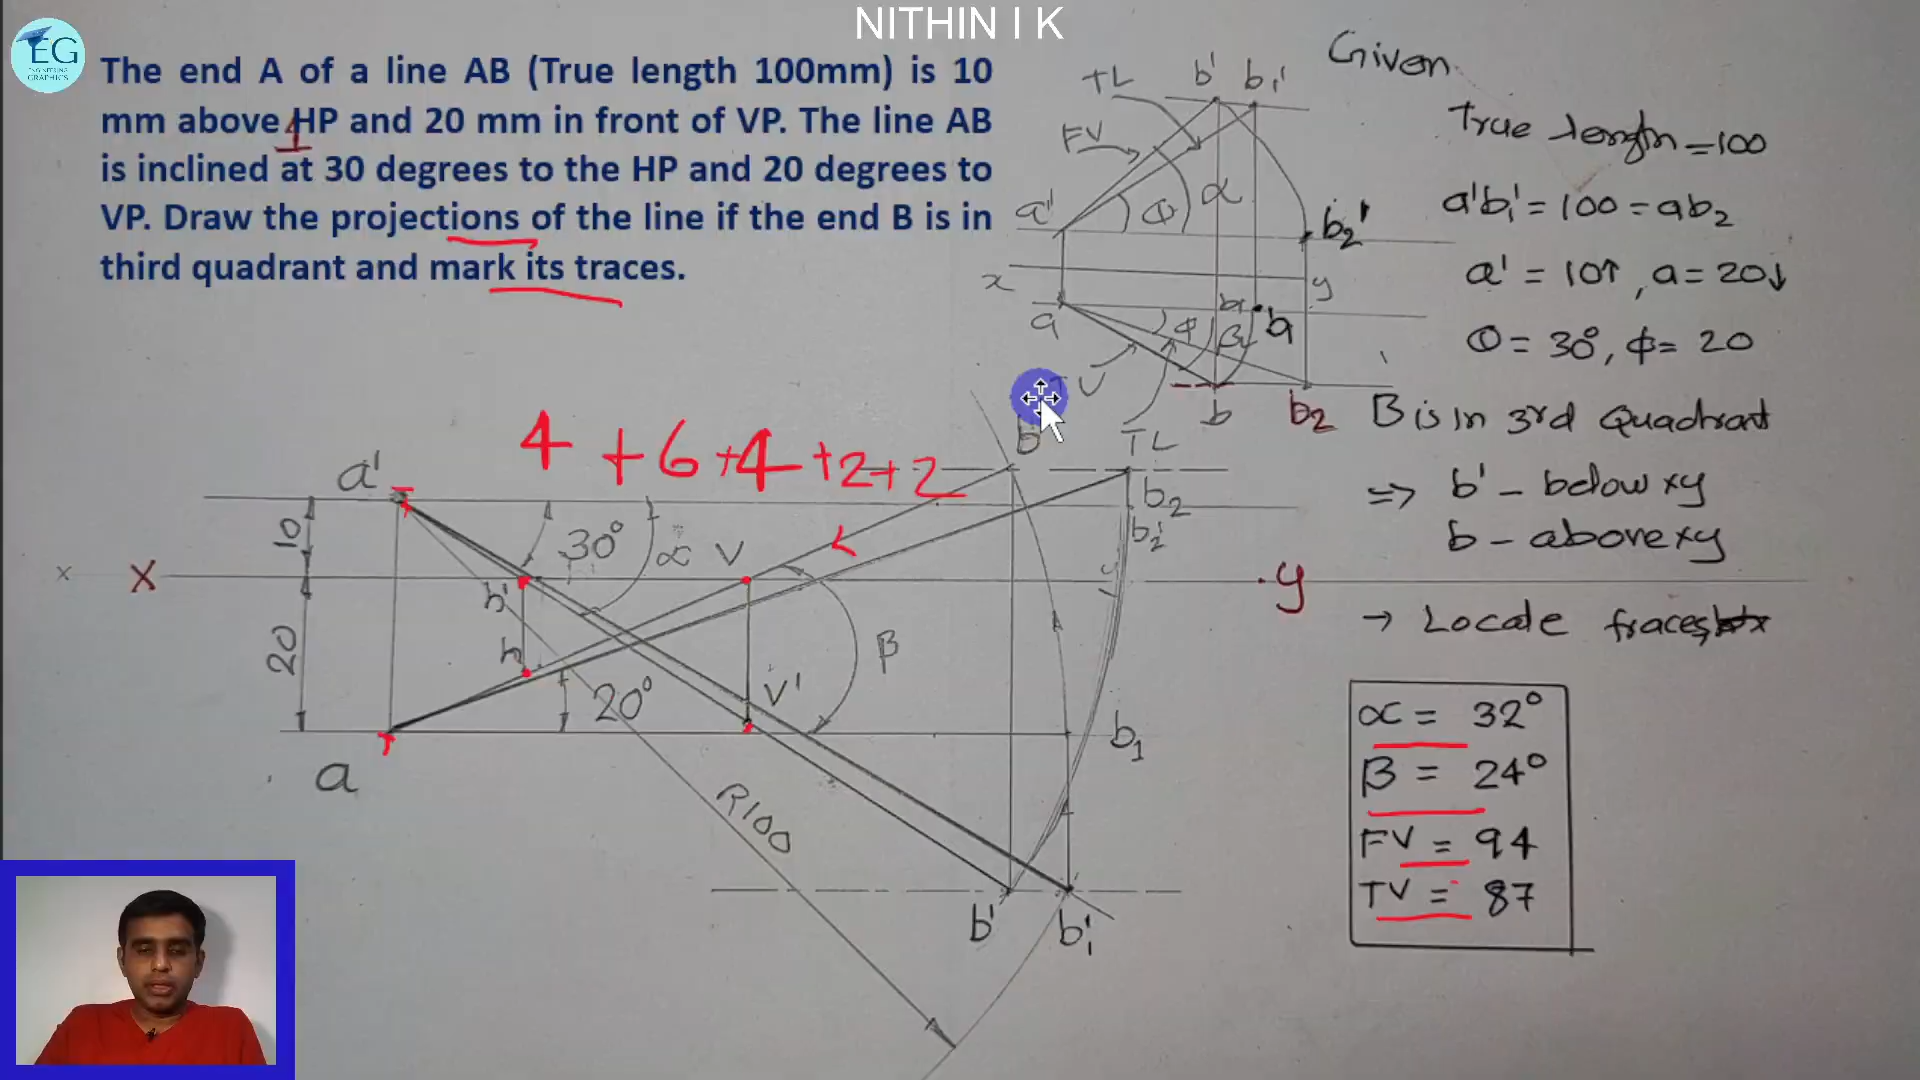 NITHIN I K
EG
ENGINEERING
GRAPHICS
The end A of a line AB (True length 100mm) is 10
mm above HP and 20 mm in front of VP. The line AB
is inclined at 30 degrees to the HP and 20 degrees to
VP. Draw the projections of the line if the end B is in
third quadrant and mark its traces.
Given
True length = 100
a'b₁' = 100 = ab₂
a' = 10↑, a = 20↓
θ = 30°, ϕ = 20
B is in 3rd Quadrant
=> b' - below xy
b - above xy
→ Locate traces
α = 32°
β = 24°
FV = 94
TV = 87
TL b' b₁'
FV
a' θ α b₂'
x y
a ϕ β b₁
TV TL b b₂
4 + 6 + 4 + 2 + 2
a' b
10 30° α V b₂
b₂'
x X y
h'
20 h 20° V' β
a b₁
R100
b' b₁'